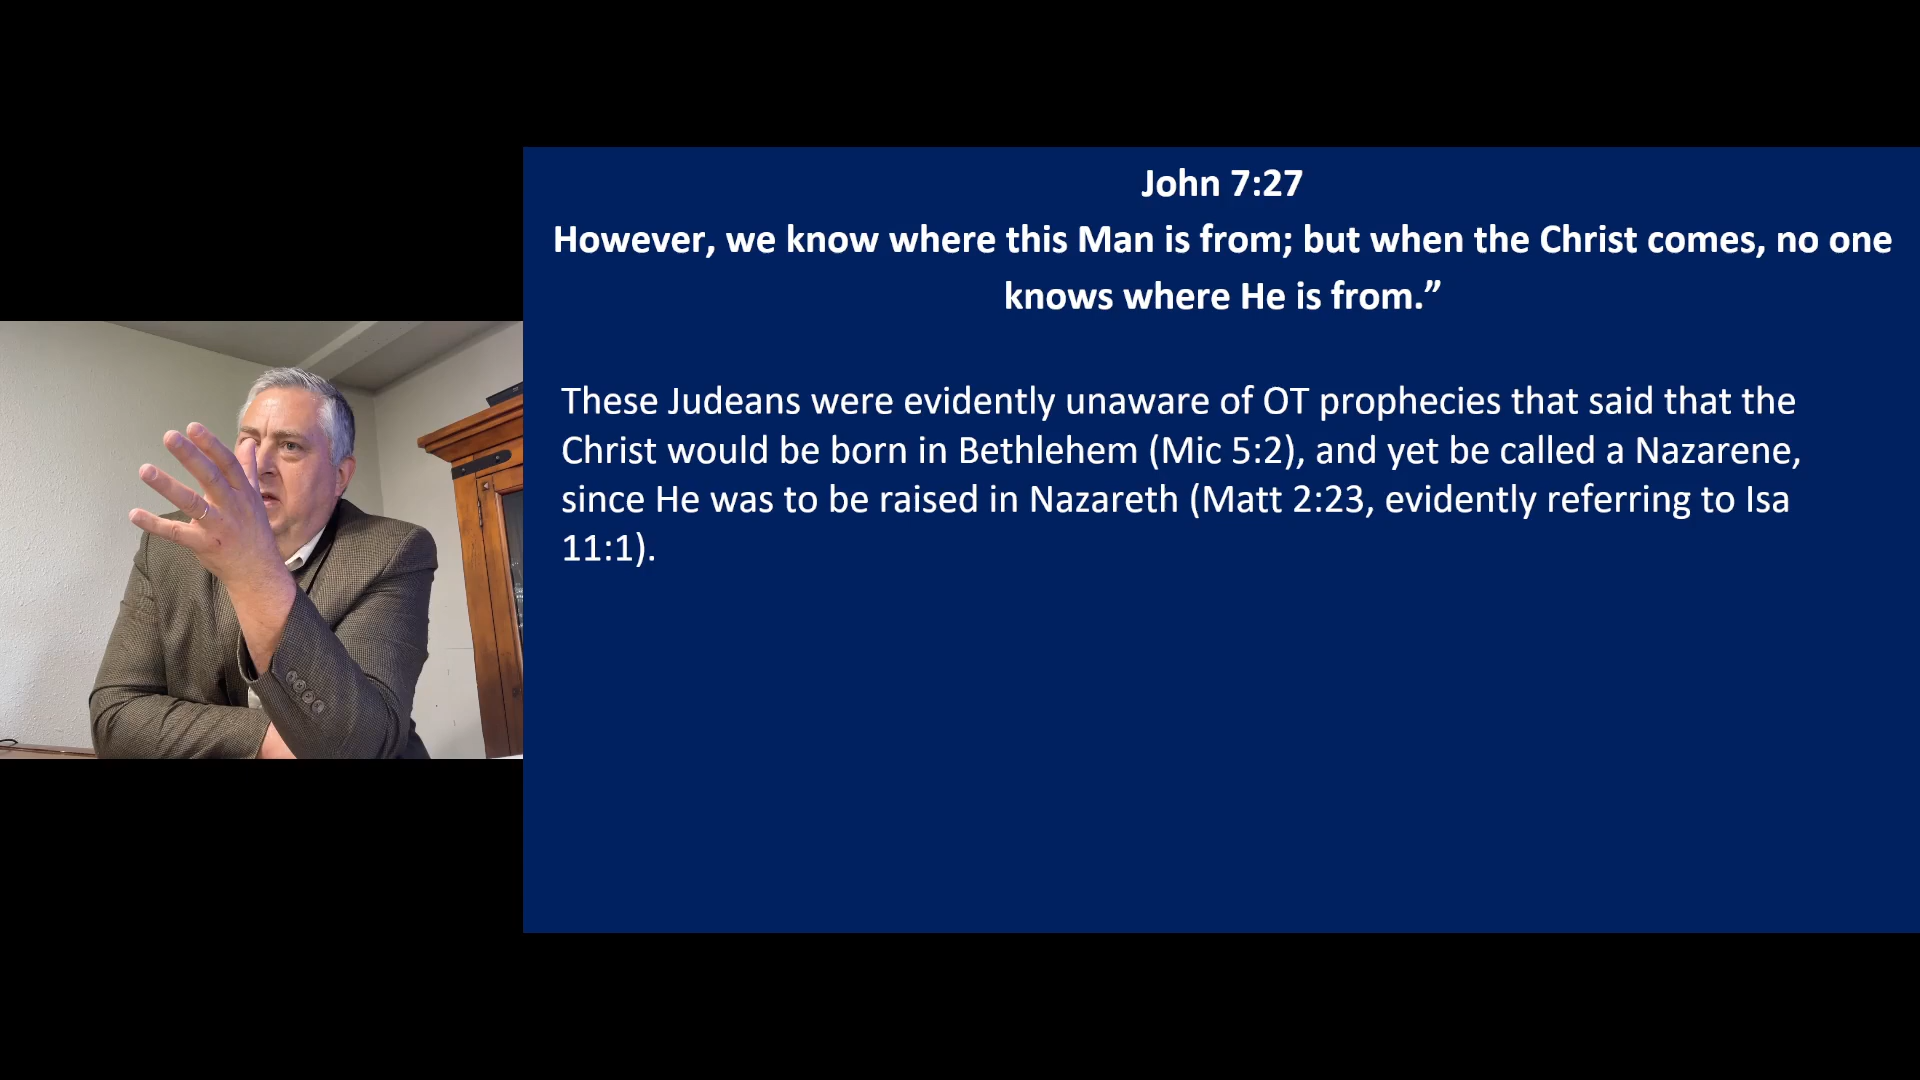 John 7:27
However, we know where this Man is from; but when the Christ comes, no one
knows where He is from.”
These Judeans were evidently unaware of OT prophecies that said that the
Christ would be born in Bethlehem (Mic 5:2), and yet be called a Nazarene,
since He was to be raised in Nazareth (Matt 2:23, evidently referring to Isa
11:1).